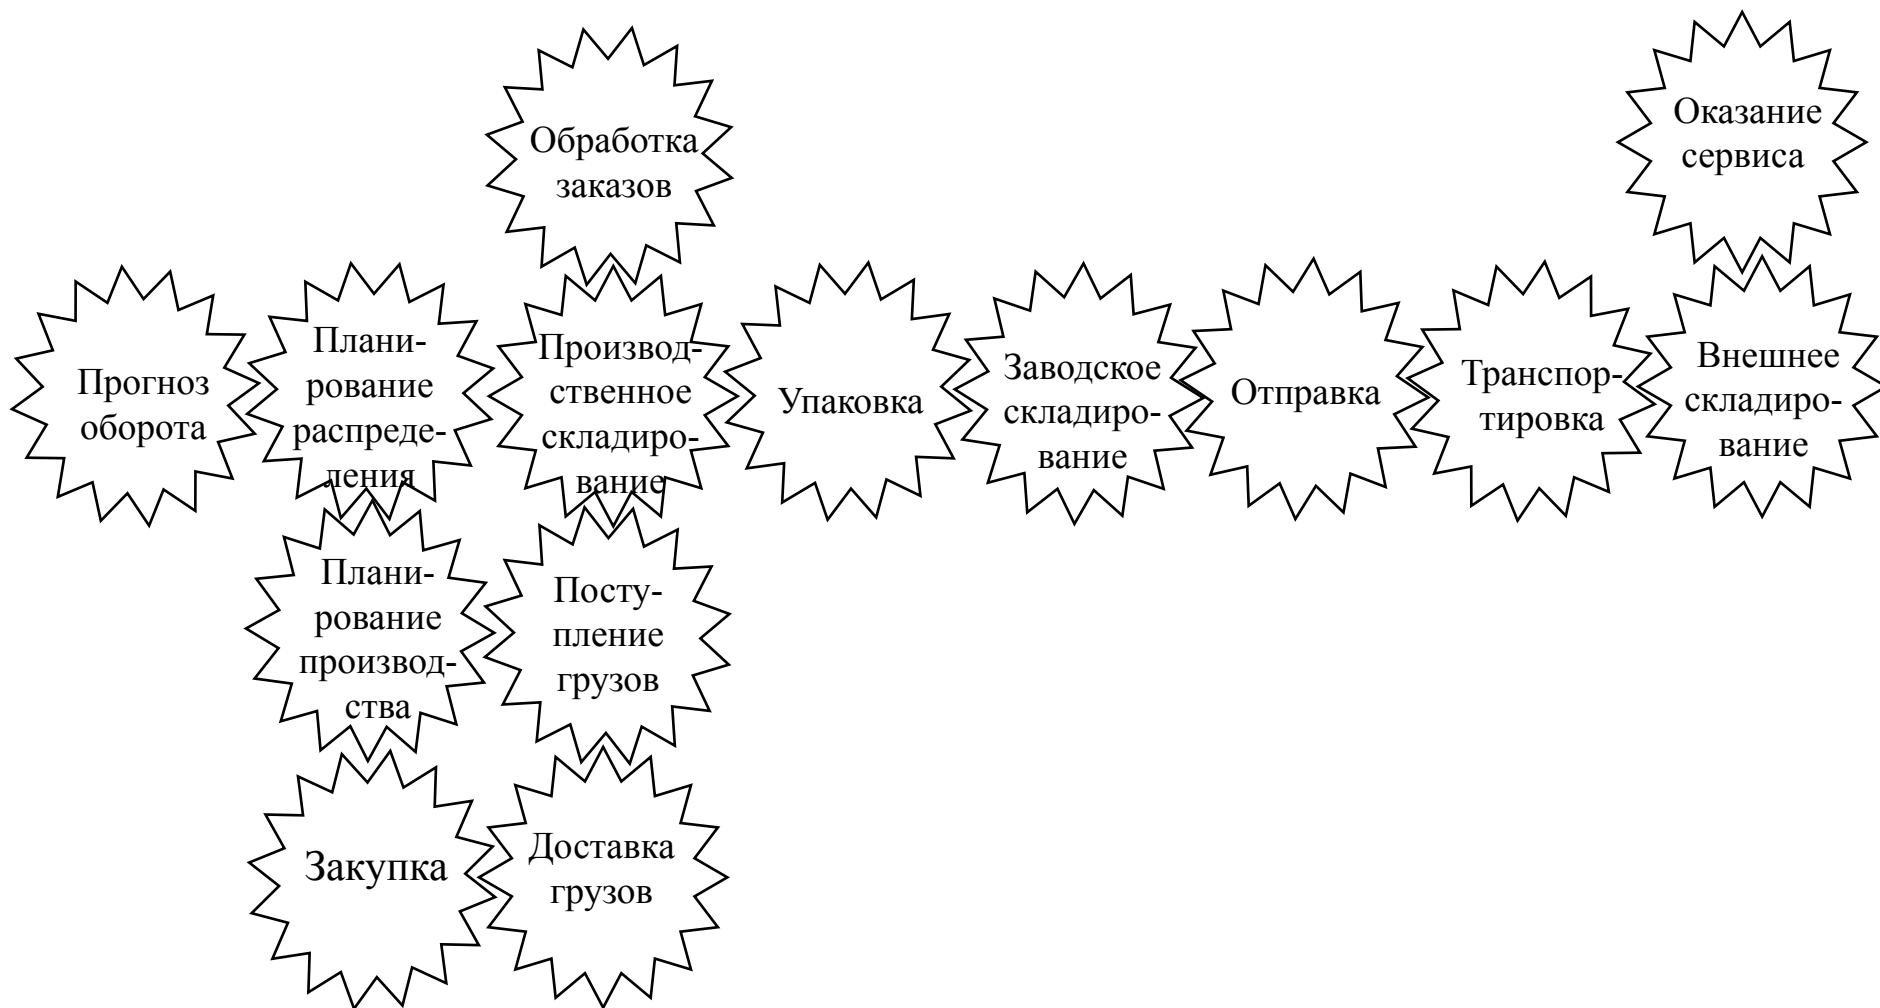 Обработка
заказов
Оказание
сервиса
Прогноз
оборота
Плани-
рование
распреде-
ления
Производ-
ственное
складиро-
вание
Упаковка
Заводское
складиро-
вание
Отправка
Транспор-
тировка
Внешнее
складиро-
вание
Плани-
рование
производ-
ства
Посту-
пление
грузов
Закупка
Доставка
грузов